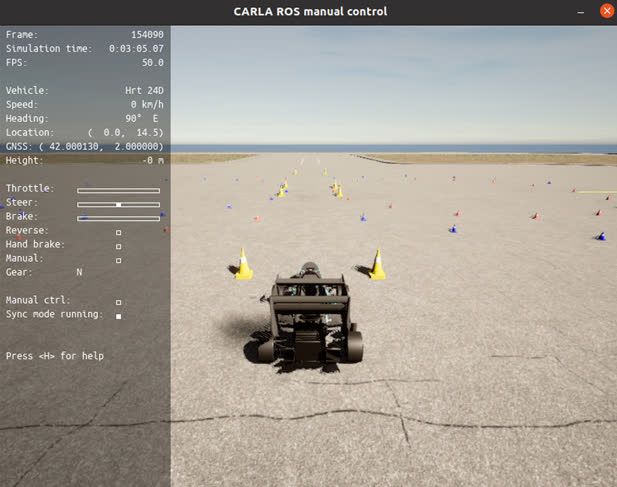 CARLA ROS manual control
Frame: 154090
Simulation time: 0:03:05.07
FPS: 50.0
Vehicle: Hrt 24D
Speed: 0 km/h
Heading: 90° E
Location: ( 0.0, 14.5)
GNSS: ( 42.000130, 2.000000)
Height: -0 m
Throttle:
Steer:
Brake:
Reverse:
Hand brake:
Manual:
Gear: N
Manual ctrl:
Sync mode running:
Press <H> for help